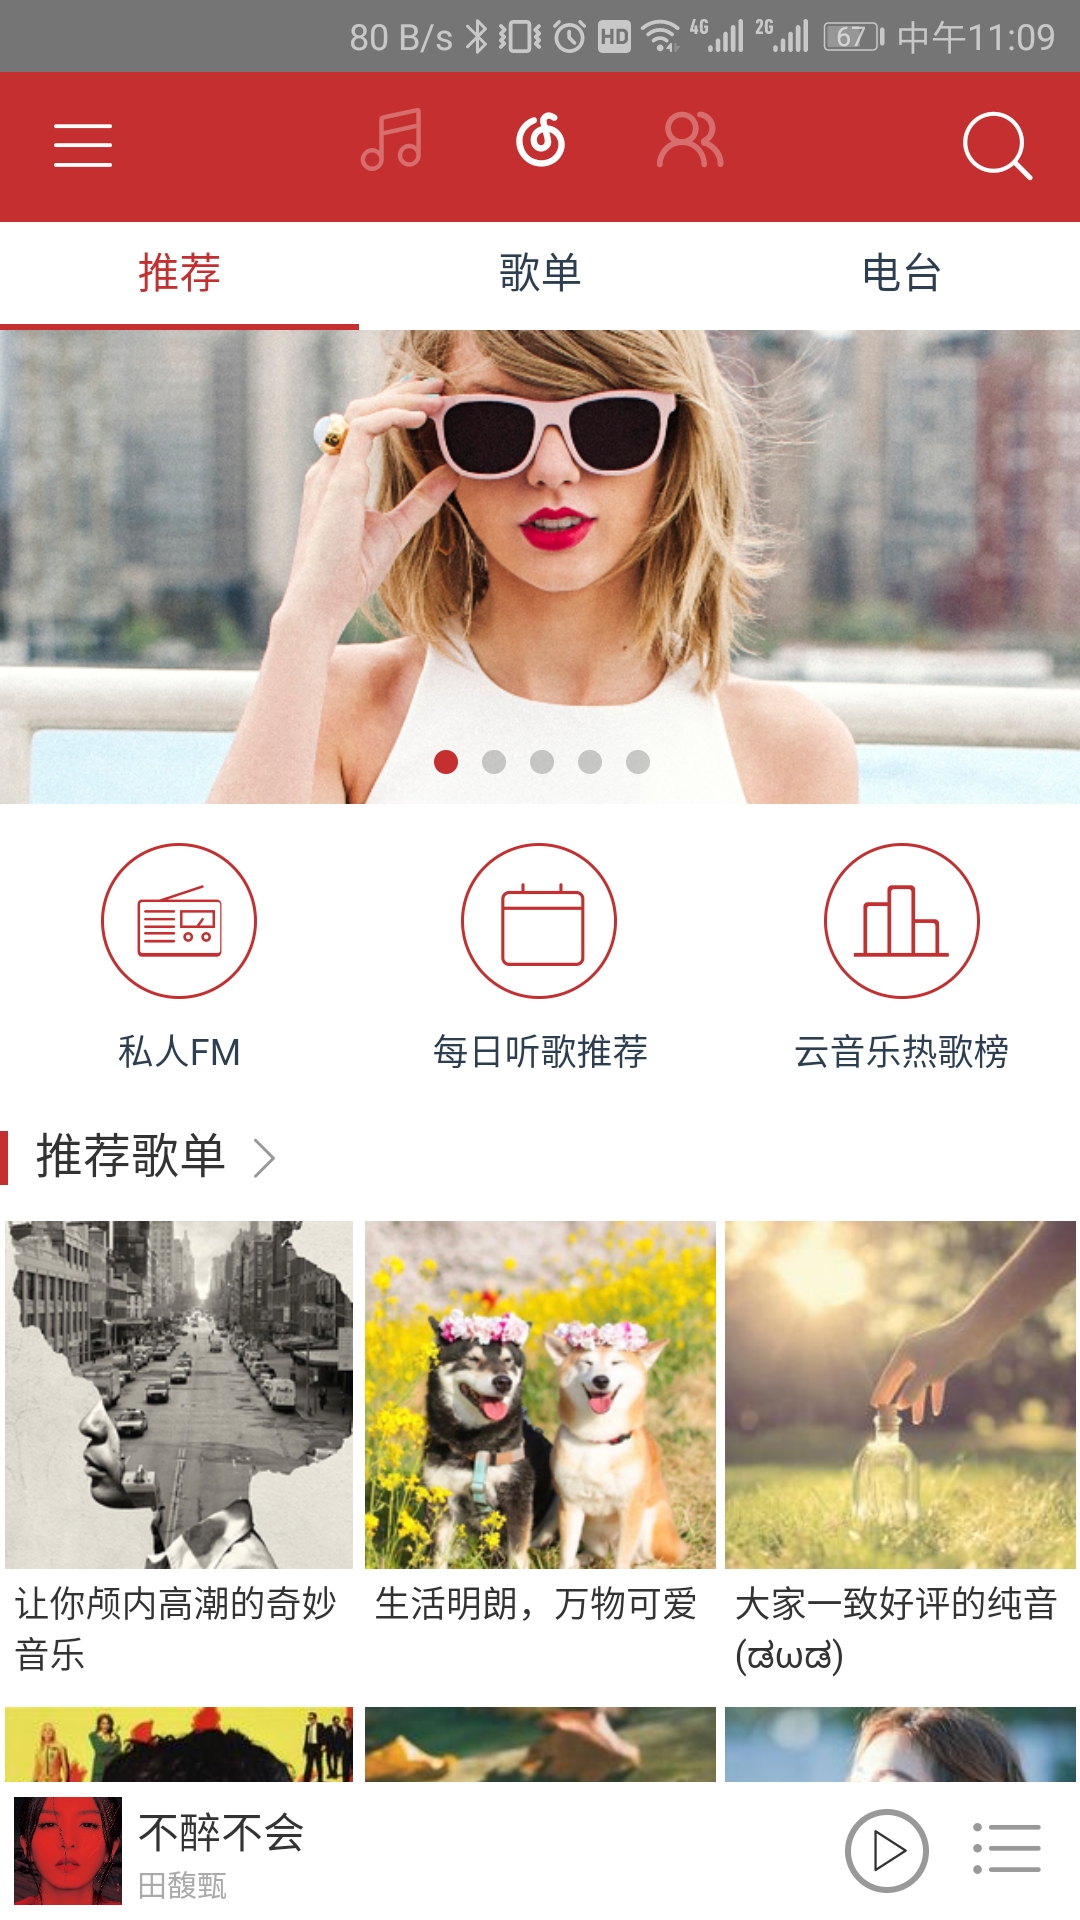 80 B/s HD 4G 2G 67 中午11:09
推荐 歌单 电台
私人FM 每日听歌推荐 云音乐热歌榜
推荐歌单
让你颅内高潮的奇妙音乐
生活明朗，万物可爱
大家一致好评的纯音(ಡωಡ)
不醉不会
田馥甄